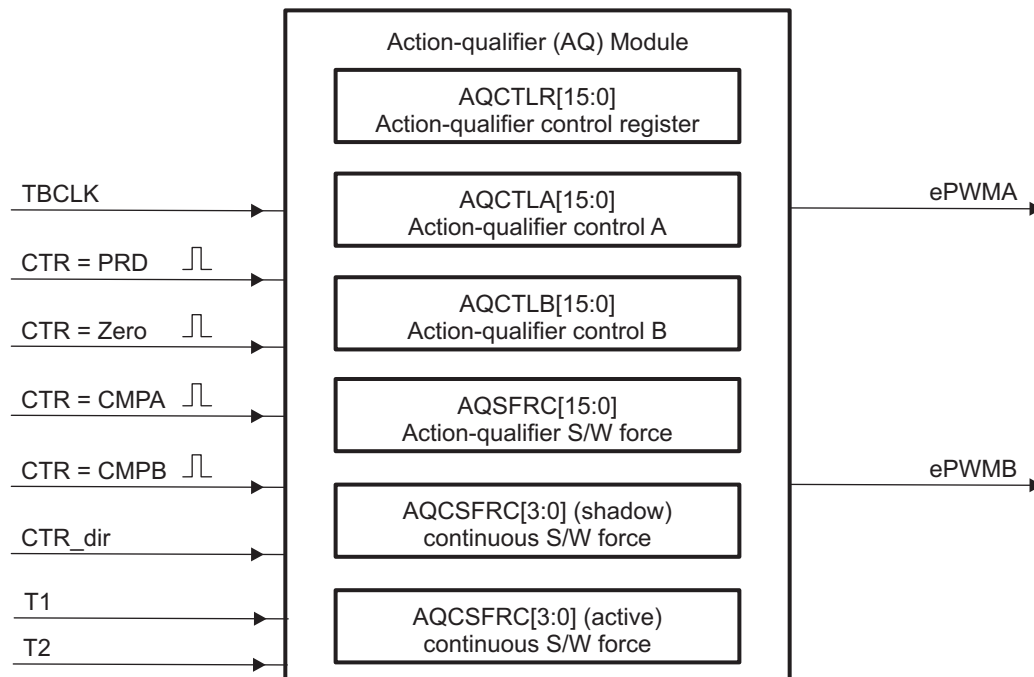 Action-qualifier (AQ) Module
AQCTLR[15:0]
Action-qualifier control register
TBCLK
AQCTLA[15:0]
Action-qualifier control A
ePWMA
CTR = PRD
CTR = Zero
AQCTLB[15:0]
Action-qualifier control B
CTR = CMPA
AQSFRC[15:0]
Action-qualifier S/W force
CTR = CMPB
ePWMB
AQCSFRC[3:0] (shadow)
continuous S/W force
CTR_dir
T1
AQCSFRC[3:0] (active)
continuous S/W force
T2